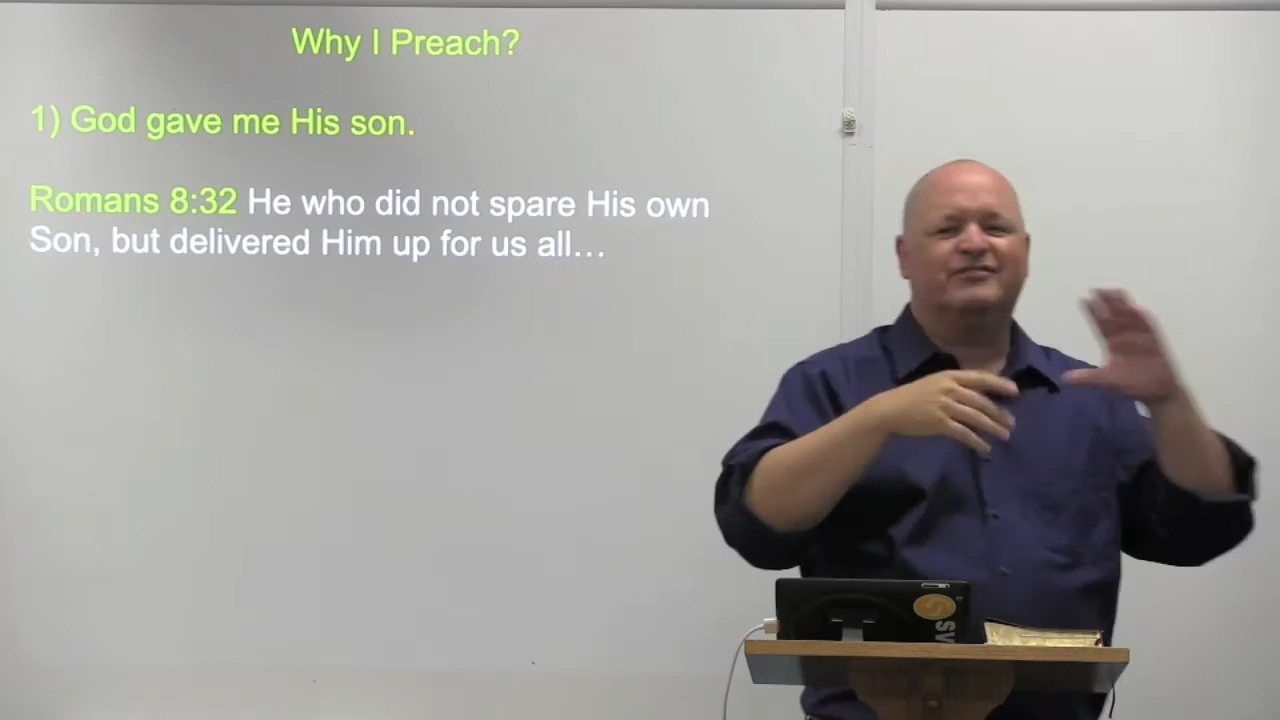 Why I Preach?
1) God gave me His son.
Romans 8:32 He who did not spare His own
Son, but delivered Him up for us all…
SV